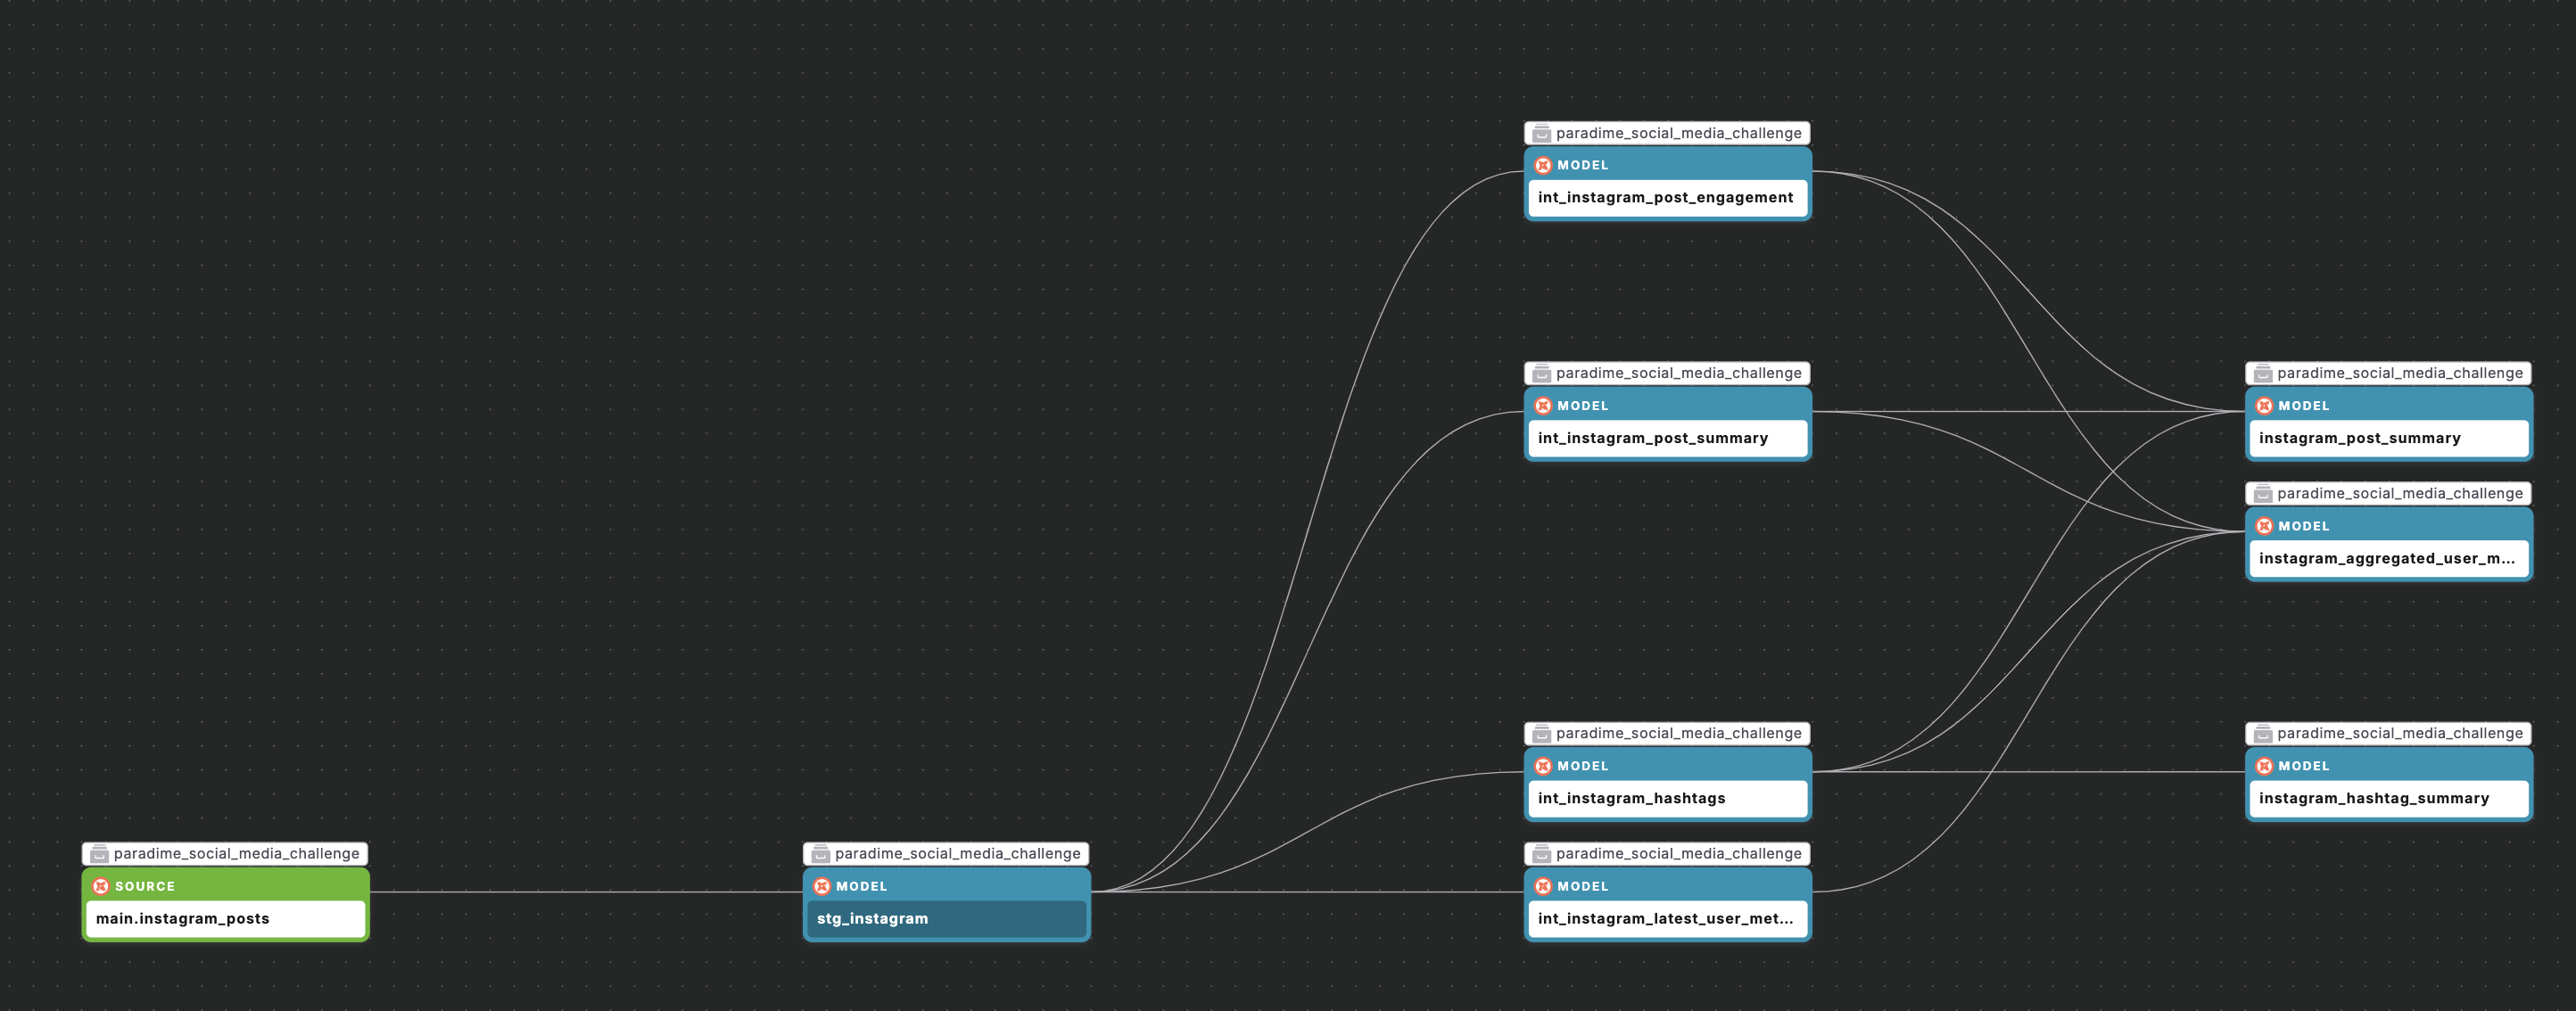 paradime_social_media_challenge
MODEL
int_instagram_post_engagement
paradime_social_media_challenge
MODEL
int_instagram_post_summary
paradime_social_media_challenge
MODEL
instagram_post_summary
paradime_social_media_challenge
MODEL
instagram_aggregated_user_m...
paradime_social_media_challenge
MODEL
int_instagram_hashtags
paradime_social_media_challenge
MODEL
instagram_hashtag_summary
paradime_social_media_challenge
SOURCE
main.instagram_posts
paradime_social_media_challenge
MODEL
stg_instagram
paradime_social_media_challenge
MODEL
int_instagram_latest_user_met...